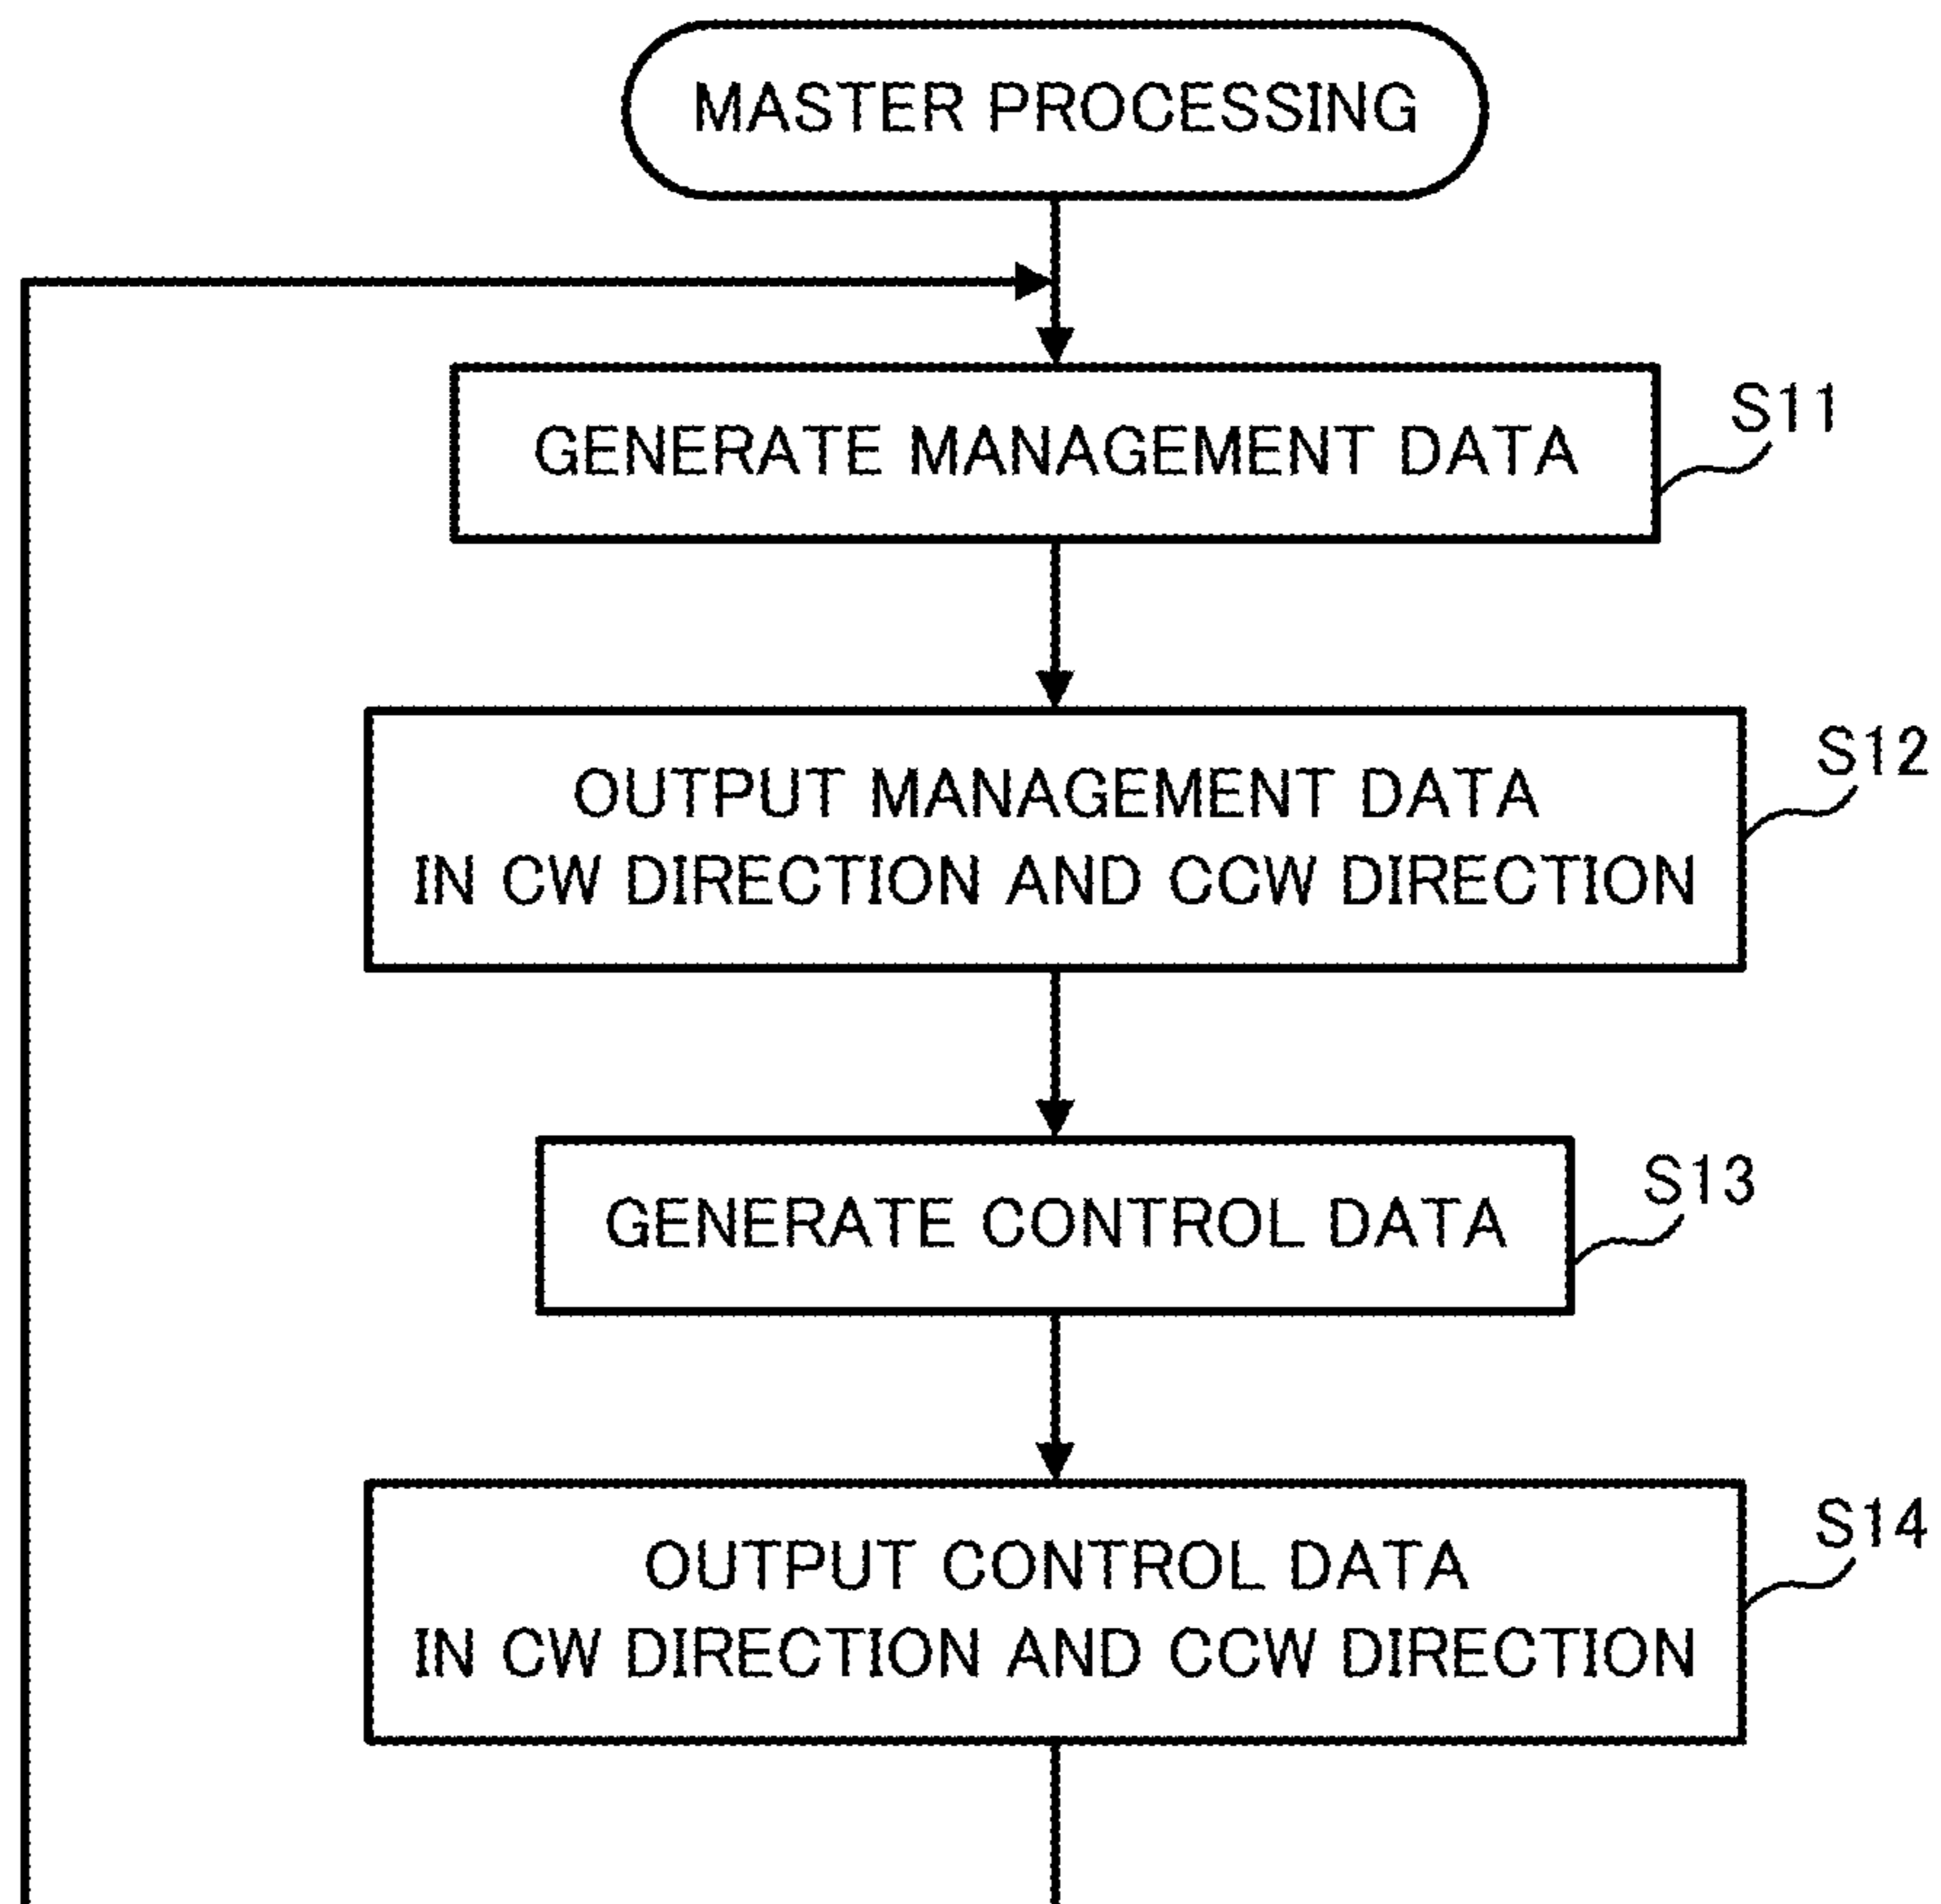 MASTER PROCESSING
GENERATE MANAGEMENT DATA
S11
OUTPUT MANAGEMENT DATA
IN CW DIRECTION AND CCW DIRECTION
S12
GENERATE CONTROL DATA
S13
OUTPUT CONTROL DATA
IN CW DIRECTION AND CCW DIRECTION
S14